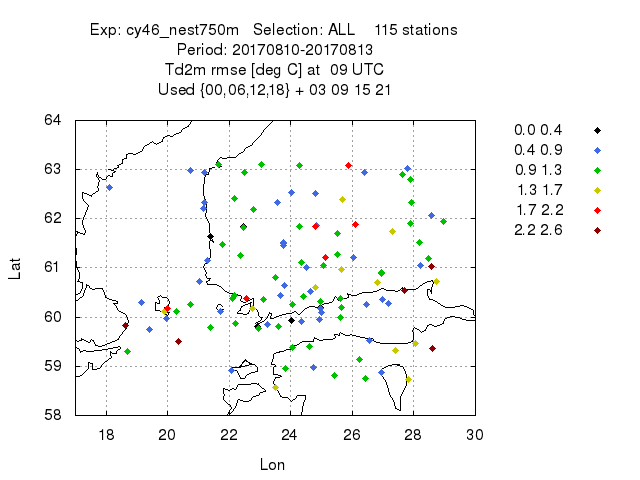 Exp: cy46_nest750m Selection: ALL 115 stations
Period: 20170810-20170813
Td2m rmse [deg C] at 09 UTC
Used {00,06,12,18} + 03 09 15 21
64
63
62
61
60
59
58
Lat
18 20 22 24 26 28 30
Lon
0.0 0.4
0.4 0.9
0.9 1.3
1.3 1.7
1.7 2.2
2.2 2.6